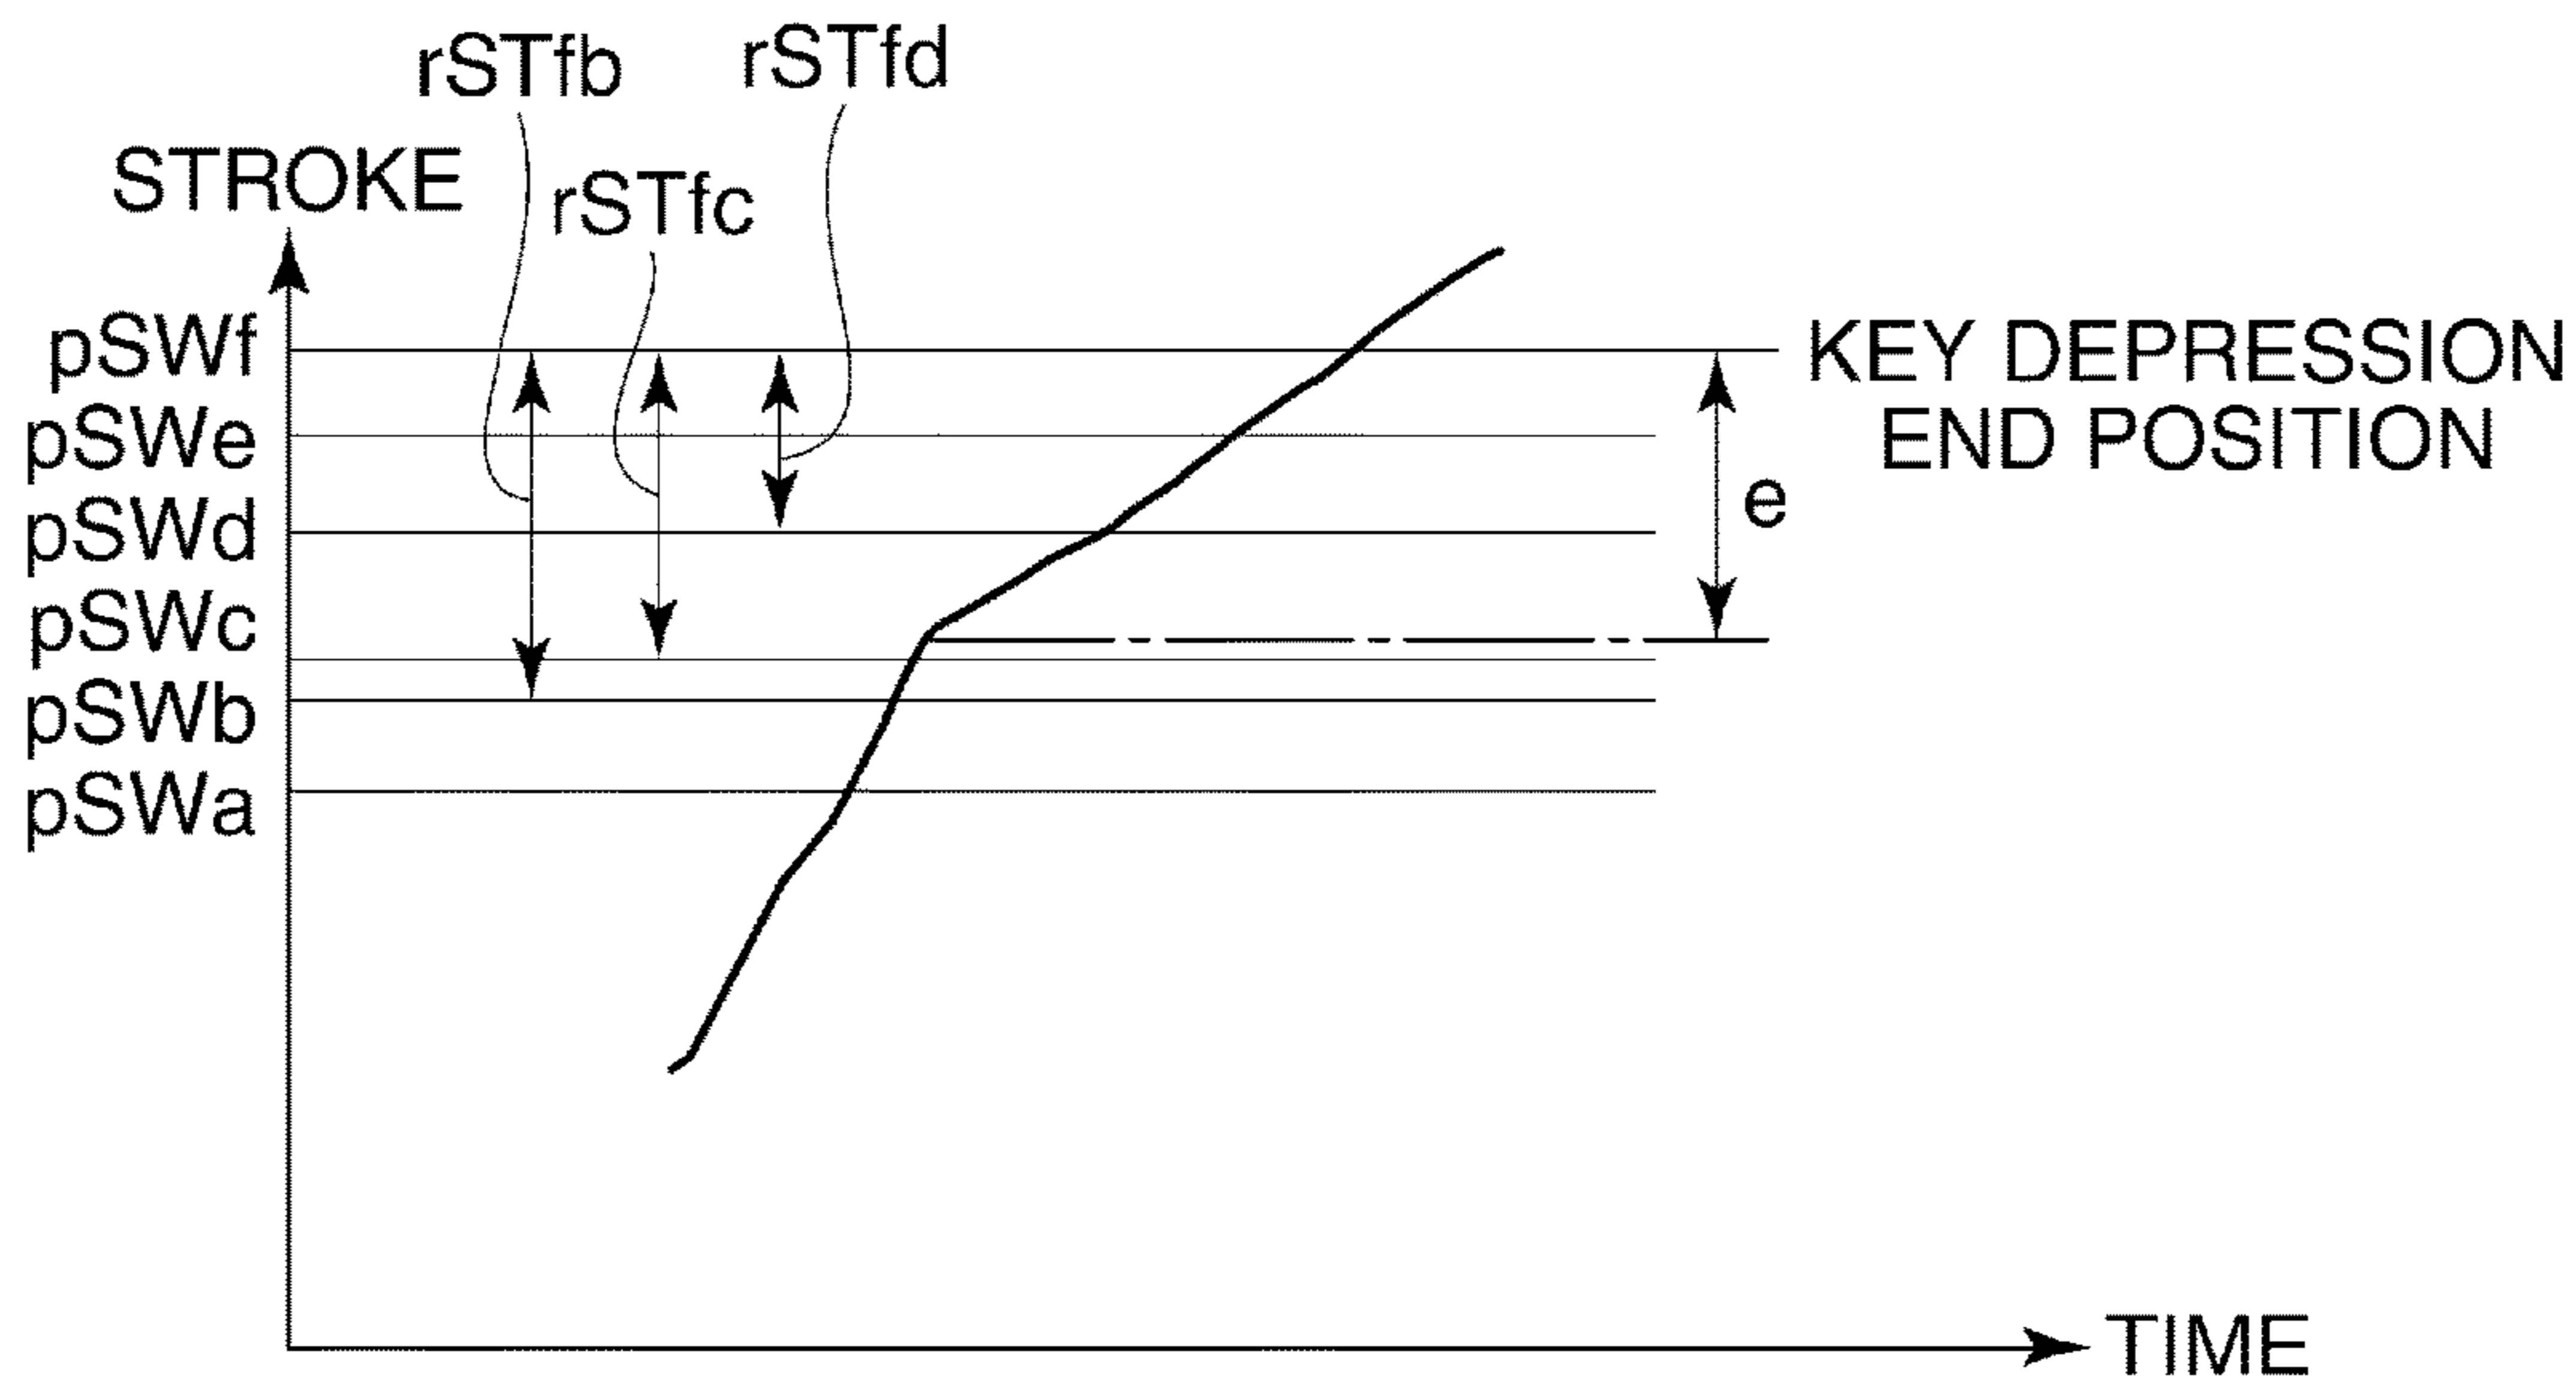 rSTfb
rSTfd
STROKE
rSTfc
pSWf
KEY DEPRESSION
END POSITION
pSWe
e
pSWd
pSWc
pSWb
pSWa
TIME